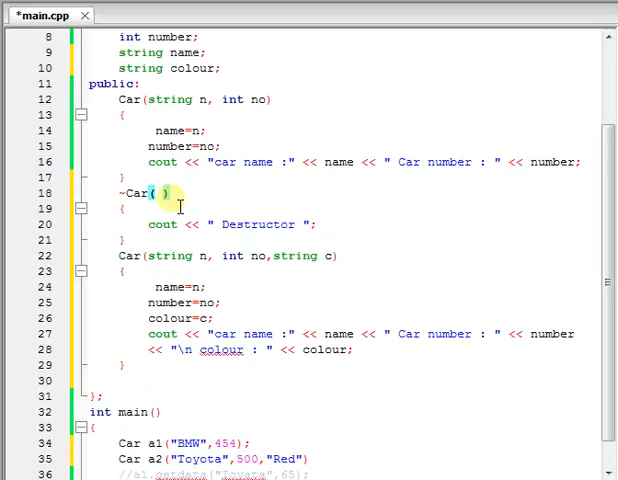 *main.cpp
8 int number;
9 string name;
10 string colour;
11 public:
12 Car(string n, int no)
13 {
14 name=n;
15 number=no;
16 cout << "car name :" << name << " Car number : " << number;
17 }
18 ~Car( )
19 {
20 cout << " Destructor ";
21 }
22 Car(string n, int no,string c)
23 {
24 name=n;
25 number=no;
26 colour=c;
27 cout << "car name :" << name << " Car number : " << number
28 << "\n colour : " << colour;
29 }
30
31 };
32 int main()
33 {
34 Car a1("BMW",454);
35 Car a2("Toyota",500,"Red")
36 //a1.getdata("Toyata",65);